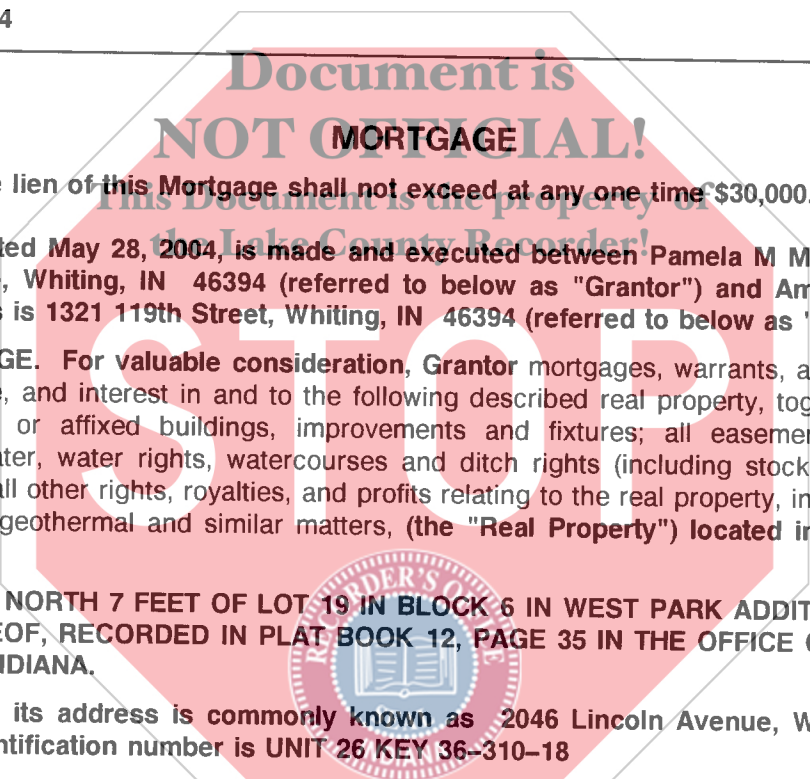 4
Document is
NOT OFFICIAL!
MORTGAGE
This Document is the property of
the Lake County Recorder!
lien of this Mortgage shall not exceed at any one time $30,000.
ted May 28, 2004, is made and executed between Pamela M M
, Whiting, IN 46394 (referred to below as "Grantor") and Am
s is 1321 119th Street, Whiting, IN 46394 (referred to below as "
GE. For valuable consideration, Grantor mortgages, warrants, a
e, and interest in and to the following described real property, tog
or affixed buildings, improvements and fixtures; all easemer
ater, water rights, watercourses and ditch rights (including stock
all other rights, royalties, and profits relating to the real property, in
geothermal and similar matters, (the "Real Property") located in
STOP
NORTH 7 FEET OF LOT 19 IN BLOCK 6 IN WEST PARK ADDIT
EOF, RECORDED IN PLAT BOOK 12, PAGE 35 IN THE OFFICE
NDIANA.
RECORDER'S OFFICE
its address is commonly known as 2046 Lincoln Avenue, W
ntification number is UNIT 26 KEY 36-310-18